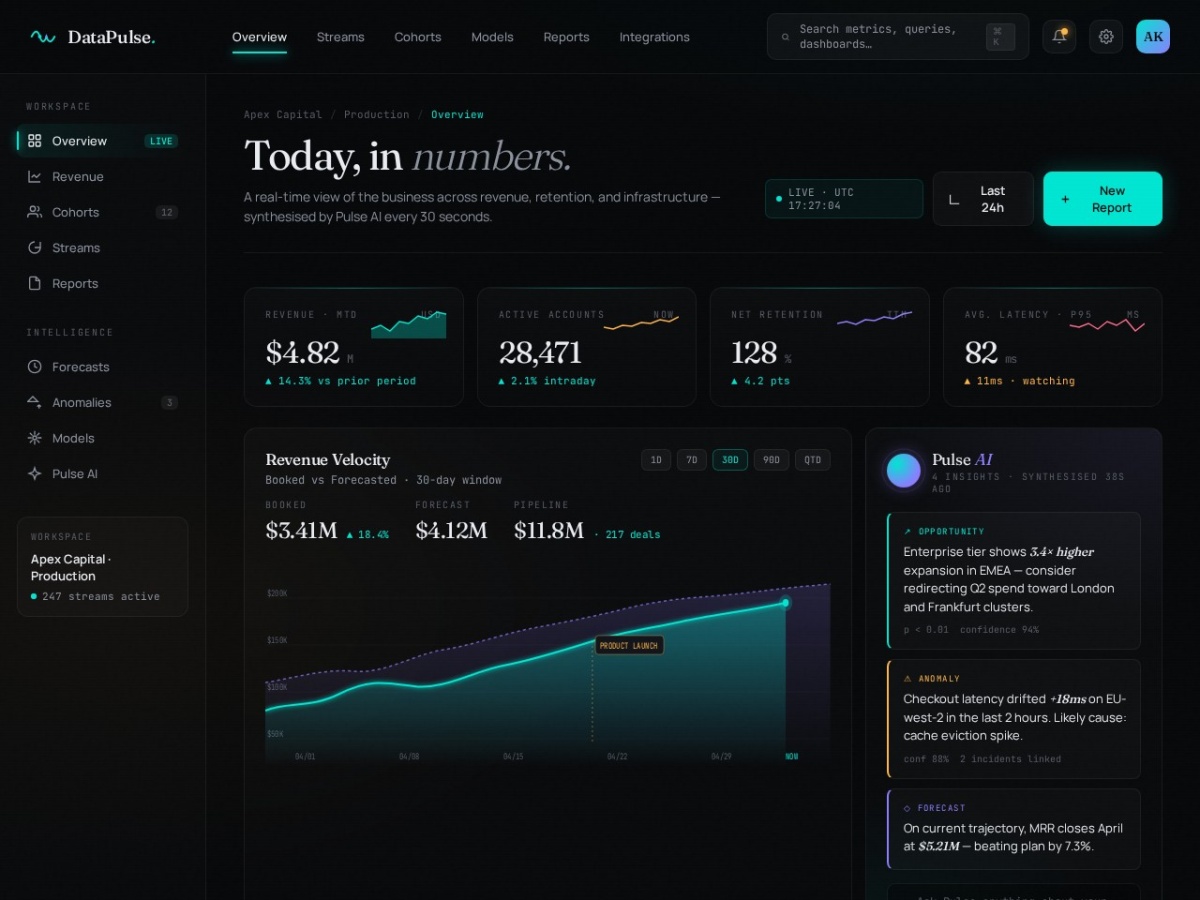 DataPulse.
Overview
Streams
Cohorts
Models
Reports
Integrations
Search metrics, queries,
dashboards…
⌘
K
AK
WORKSPACE
Overview
LIVE
Revenue
Cohorts
12
Streams
Reports
INTELLIGENCE
Forecasts
Anomalies
3
Models
Pulse AI
WORKSPACE
Apex Capital ·
Production
247 streams active
Apex Capital / Production / Overview
Today, in numbers.
A real-time view of the business across revenue, retention, and infrastructure —
synthesised by Pulse AI every 30 seconds.
LIVE · UTC
17:27:04
Last
24h
+ New
Report
REVENUE · MTD
USD
$4.82 M
▲ 14.3% vs prior period
ACTIVE ACCOUNTS
NOW
28,471
▲ 2.1% intraday
NET RETENTION
TTM
128 %
▲ 4.2 pts
AVG. LATENCY · P95
MS
82 ms
▲ 11ms · watching
Revenue Velocity
Booked vs Forecasted · 30-day window
1D
7D
30D
90D
QTD
BOOKED
$3.41M ▲ 18.4%
FORECAST
$4.12M
PIPELINE
$11.8M · 217 deals
$200K
$150K
$100K
$50K
PRODUCT LAUNCH
04/01
04/08
04/15
04/22
04/29
NOW
Pulse AI
4 INSIGHTS · SYNTHESISED 38S
AGO
↗ OPPORTUNITY
Enterprise tier shows 3.4× higher
expansion in EMEA — consider
redirecting Q2 spend toward London
and Frankfurt clusters.
p < 0.01 confidence 94%
⚠ ANOMALY
Checkout latency drifted +18ms on EU-
west-2 in the last 2 hours. Likely cause:
cache eviction spike.
conf 88% 2 incidents linked
◇ FORECAST
On current trajectory, MRR closes April
at $5.21M — beating plan by 7.3%.
Ask Pulse anything about your